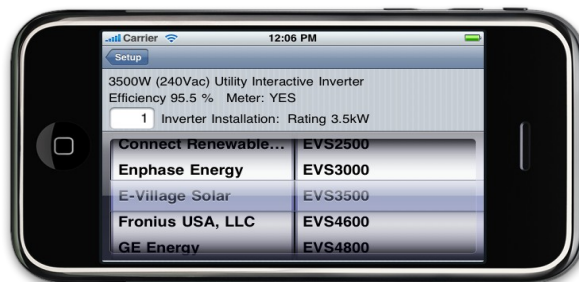 Carrier 12:06 PM
Setup
3500W (240Vac) Utility Interactive Inverter
Efficiency 95.5 % Meter: YES
1 Inverter Installation: Rating 3.5kW
Connect Renewable... EVS2500
Enphase Energy EVS3000
E-Village Solar EVS3500
Fronius USA, LLC EVS4600
GE Energy EVS4800